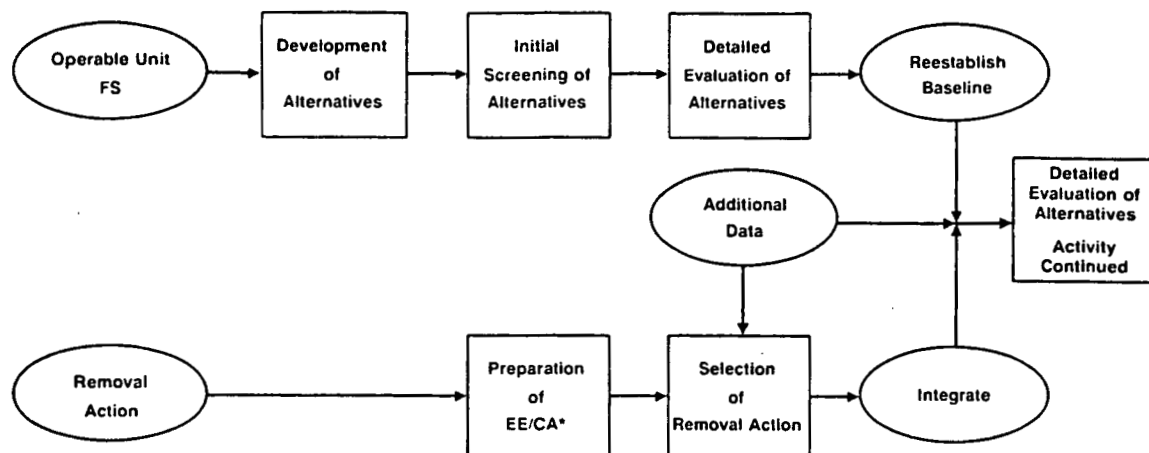 Operable Unit
FS
Development
of
Alternatives
Initial
Screening of
Alternatives
Detailed
Evaluation of
Alternatives
Reestablish
Baseline
Additional
Data
Detailed
Evaluation of
Alternatives
Activity
Continued
Removal
Action
Preparation
of
EE/CA*
Selection
of
Removal Action
Integrate